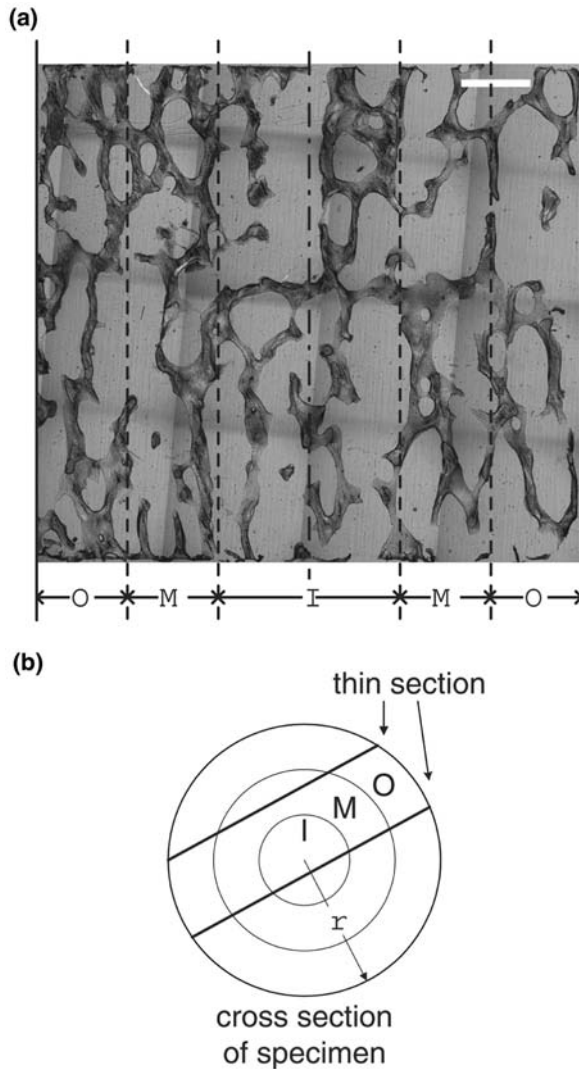 (a)
O M I M O
(b)
thin section
O
M
I
r
cross section
of specimen